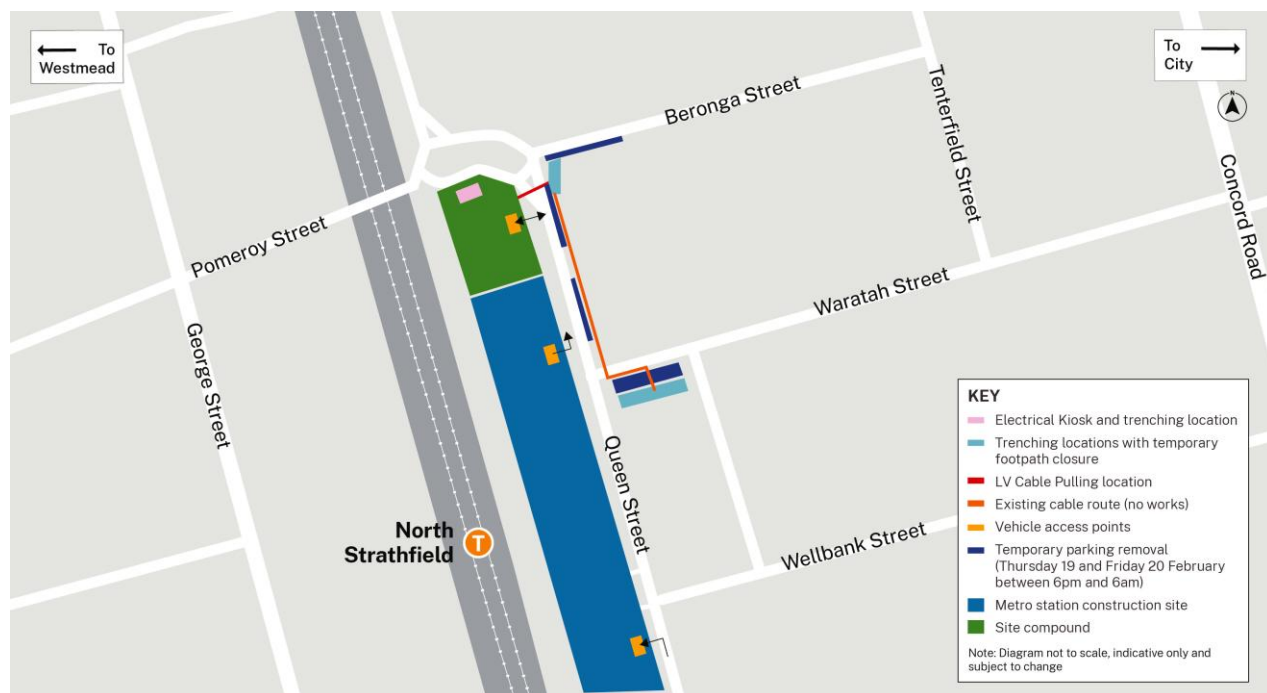 To
Westmead
To
City
Beronga Street
Tenterfield Street
Concord Road
Pomeroy Street
Waratah Street
George Street
Queen Street
Wellbank Street
North
Strathfield
T
KEY
Electrical Kiosk and trenching location
Trenching locations with temporary
footpath closure
LV Cable Pulling location
Existing cable route (no works)
Vehicle access points
Temporary parking removal
(Thursday 19 and Friday 20 February
between 6pm and 6am)
Metro station construction site
Site compound
Note: Diagram not to scale, indicative only and
subject to change